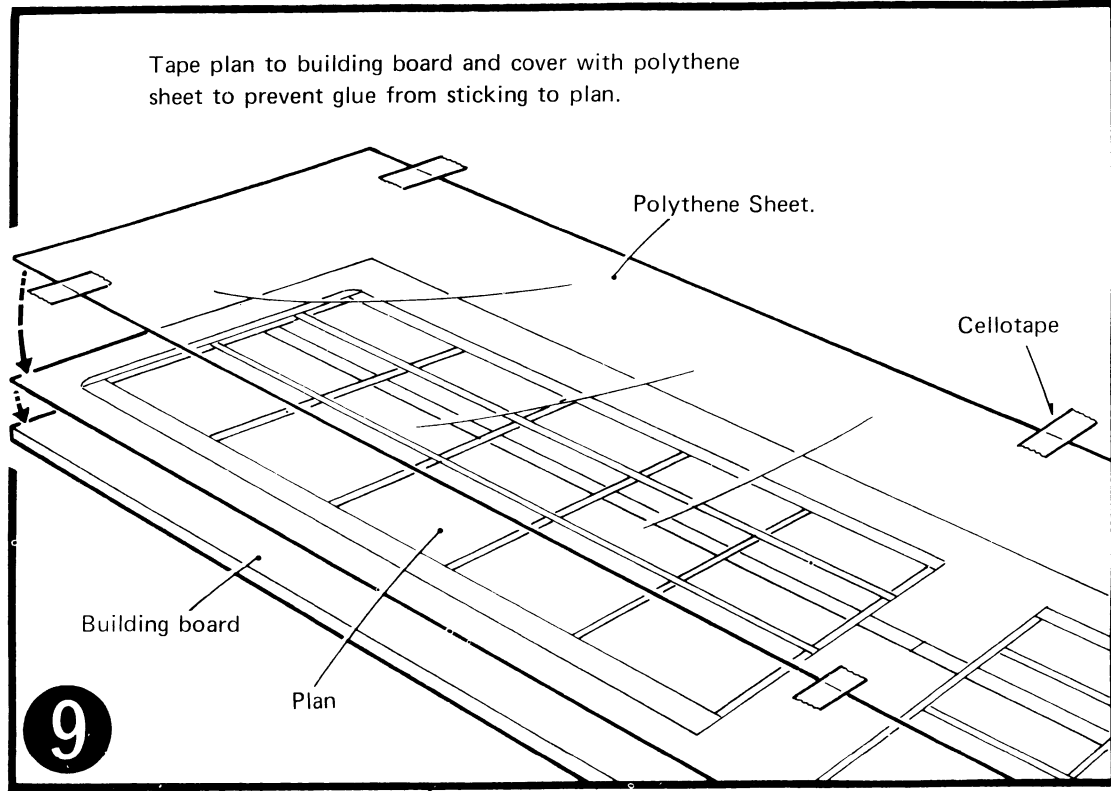 Tape plan to building board and cover with polythene
sheet to prevent glue from sticking to plan.
Polythene Sheet.
Cellotape
Building board
Plan
9